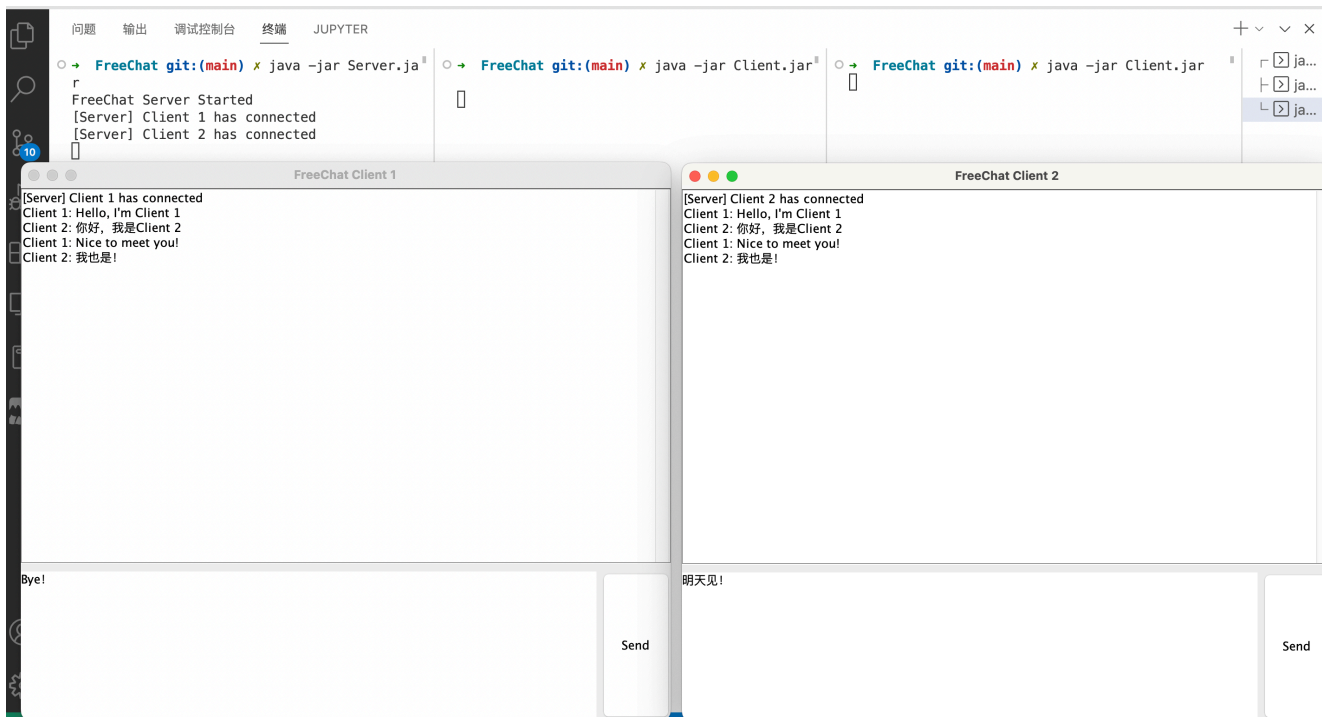 问题 输出 调试控制台 终端 JUPYTER
➜ FreeChat git:(main) ✗ java -jar Server.ja
r
FreeChat Server Started
[Server] Client 1 has connected
[Server] Client 2 has connected
➜ FreeChat git:(main) ✗ java -jar Client.jar
➜ FreeChat git:(main) ✗ java -jar Client.jar
ja...
ja...
ja...
10
FreeChat Client 1
[Server] Client 1 has connected
Client 1: Hello, I'm Client 1
Client 2: 你好，我是Client 2
Client 1: Nice to meet you!
Client 2: 我也是！
Bye!
Send
FreeChat Client 2
[Server] Client 2 has connected
Client 1: Hello, I'm Client 1
Client 2: 你好，我是Client 2
Client 1: Nice to meet you!
Client 2: 我也是！
明天见！
Send